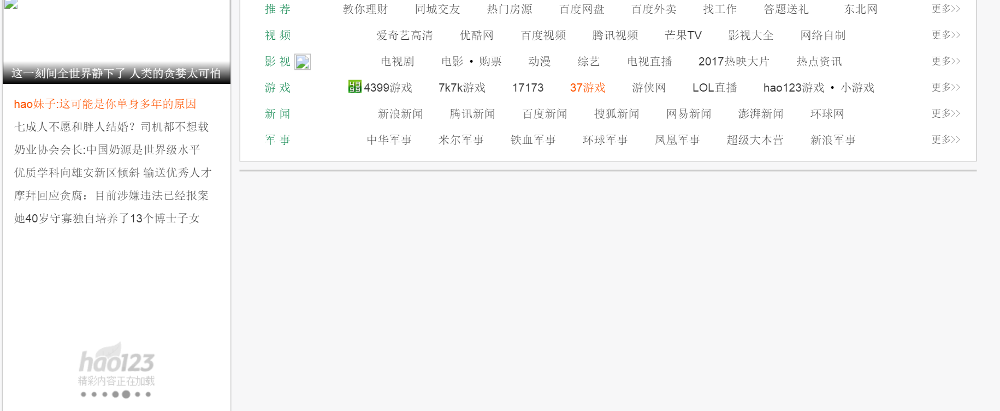 这一刻间全世界静下了 人类的贪婪太可怕
hao妹子:这可能是你单身多年的原因
七成人不愿和胖人结婚？司机都不想载
奶业协会会长:中国奶源是世界级水平
优质学科向雄安新区倾斜 输送优秀人才
摩拜回应贪腐：目前涉嫌违法已经报案
她40岁守寡独自培养了13个博士子女
hao123
精彩内容正在加载
推 荐 教你理财 同城交友 热门房源 百度网盘 百度外卖 找工作 答题送礼 东北网 更多>>
视 频 爱奇艺高清 优酷网 百度视频 腾讯视频 芒果TV 影视大全 网络自制 更多>>
影 视 电视剧 电影 • 购票 动漫 综艺 电视直播 2017热映大片 热点资讯 更多>>
游 戏 4399 4399游戏 7k7k游戏 17173 37游戏 游侠网 LOL直播 hao123游戏 • 小游戏 更多>>
新 闻 新浪新闻 腾讯新闻 百度新闻 搜狐新闻 网易新闻 澎湃新闻 环球网 更多>>
军 事 中华军事 米尔军事 铁血军事 环球军事 凤凰军事 超级大本营 新浪军事 更多>>